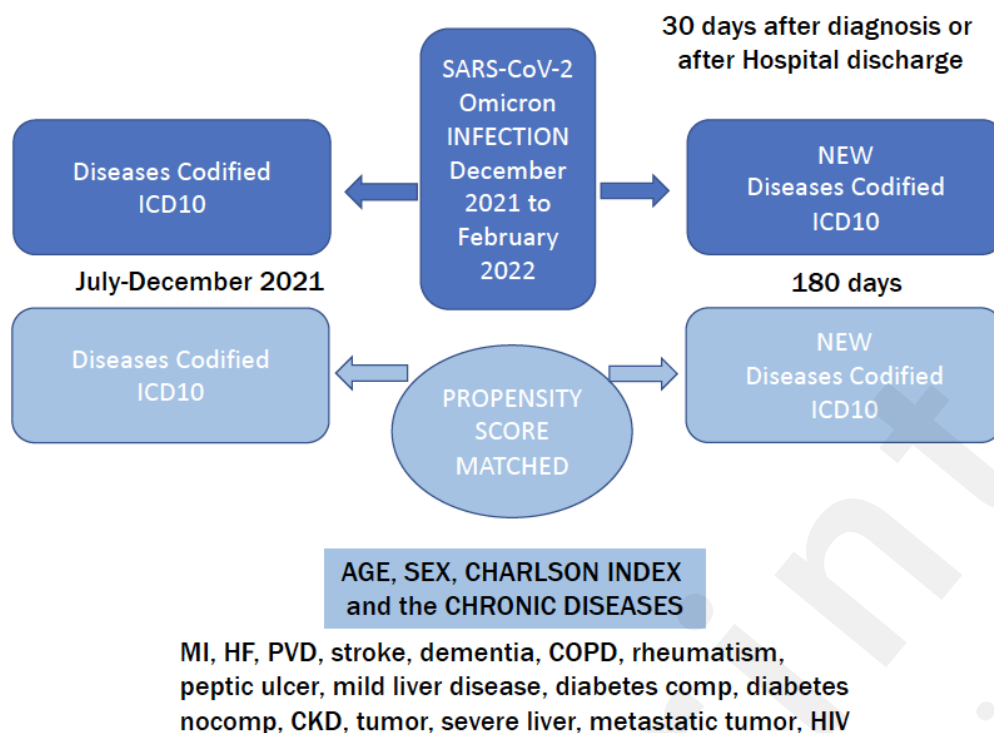 30 days after diagnosis or
after Hospital discharge
SARS-CoV-2
Omicron
INFECTION
December
2021 to
February
2022
Diseases Codified
ICD10
NEW
Diseases Codified
ICD10
July-December 2021
180 days
Diseases Codified
ICD10
NEW
Diseases Codified
ICD10
PROPENSITY
SCORE
MATCHED
AGE, SEX, CHARLSON INDEX
and the CHRONIC DISEASES
MI, HF, PVD, stroke, dementia, COPD, rheumatism,
peptic ulcer, mild liver disease, diabetes comp, diabetes
nocomp, CKD, tumor, severe liver, metastatic tumor, HIV